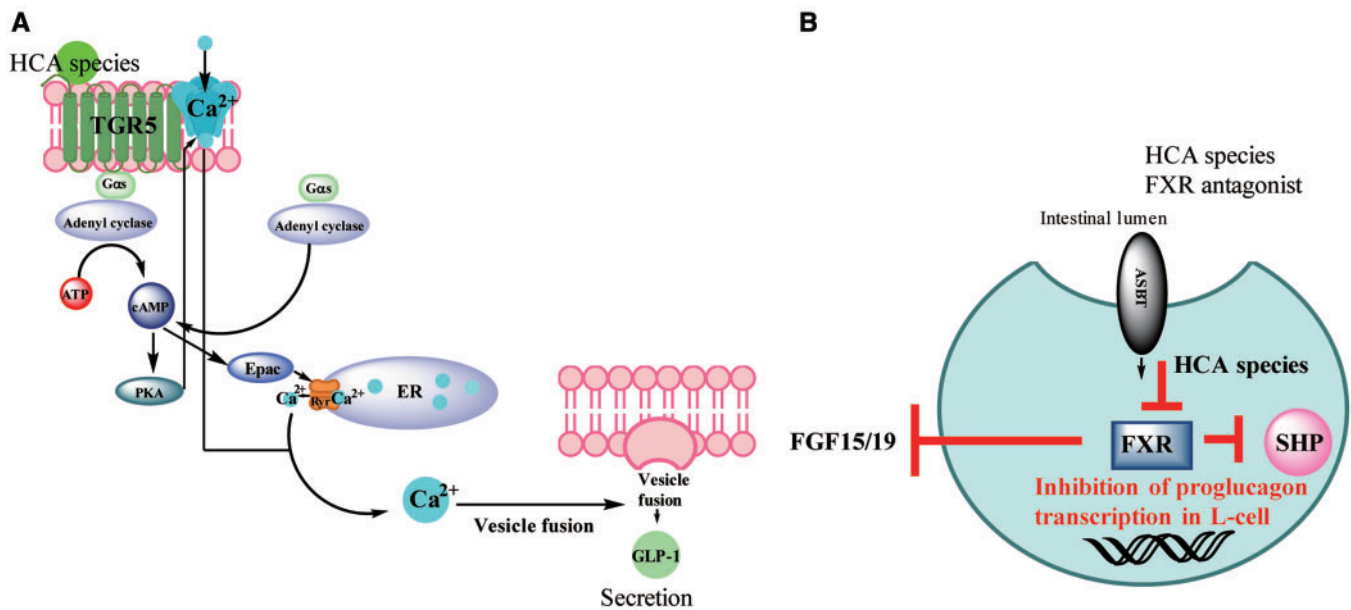 A
HCA species
Ca2+
TGR5
Gαs
Adenyl cyclase
Gαs
Adenyl cyclase
ATP
cAMP
PKA
Epac
Ca2+
Ryr
Ca2+
ER
Ca2+
Vesicle fusion
Vesicle
fusion
GLP-1
Secretion
B
HCA species
FXR antagonist
Intestinal lumen
ASBT
HCA species
FGF15/19
FXR
SHP
Inhibition of proglucagon
transcription in L-cell